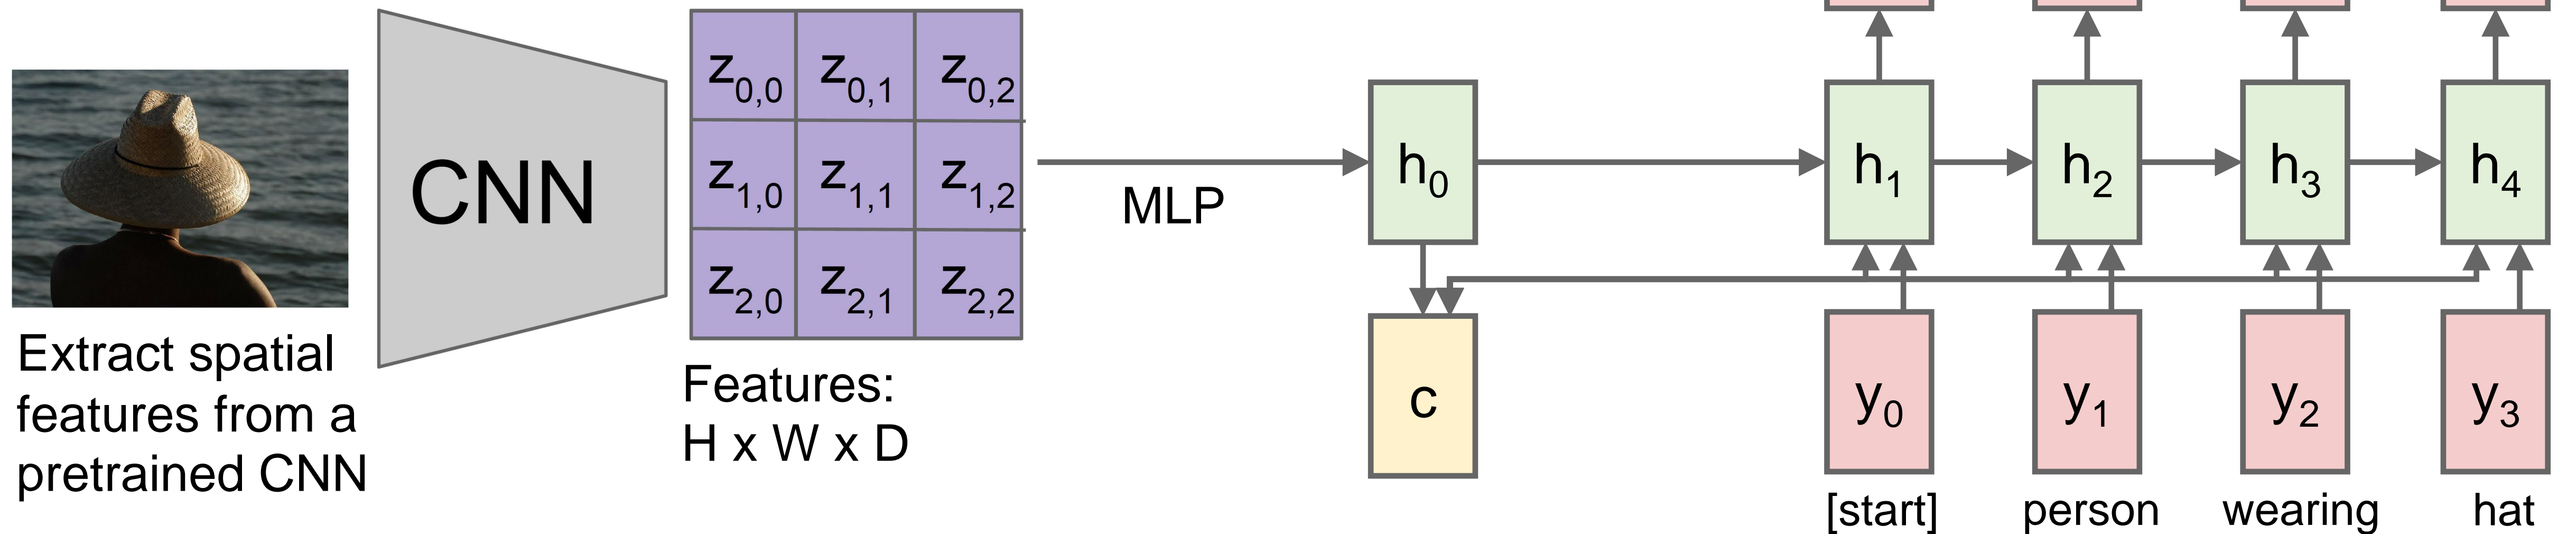 CNN
z0,0 z0,1 z0,2
z1,0 z1,1 z1,2
z2,0 z2,1 z2,2
Extract spatial
features from a
pretrained CNN
Features:
H x W x D
MLP
h0 h1 h2 h3 h4
c
y0 y1 y2 y3
[start] person wearing hat